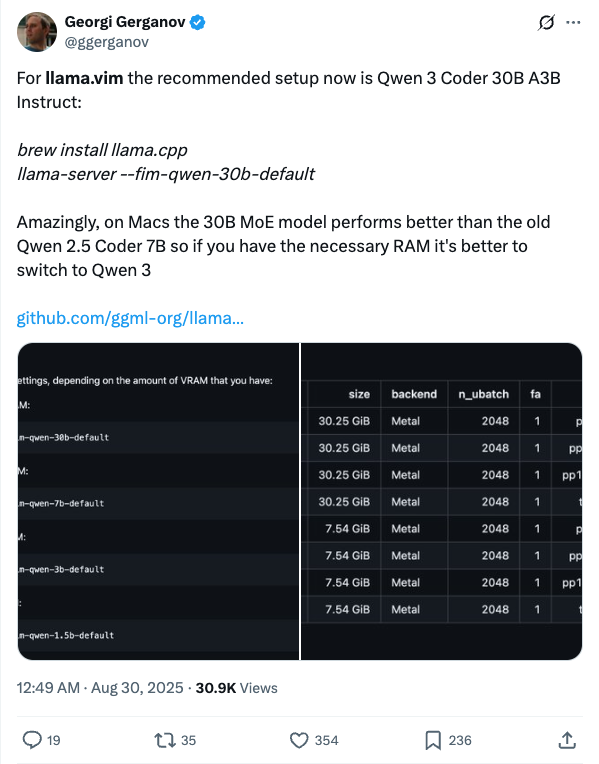 Georgi Gerganov
@ggerganov
For llama.vim the recommended setup now is Qwen 3 Coder 30B A3B
Instruct:
brew install llama.cpp
llama-server --fim-qwen-30b-default
Amazingly, on Macs the 30B MoE model performs better than the old
Qwen 2.5 Coder 7B so if you have the necessary RAM it's better to
switch to Qwen 3
github.com/ggml-org/llama...
ettings, depending on the amount of VRAM that you have:
.M:
m-qwen-30b-default
M:
m-qwen-7b-default
M:
m-qwen-3b-default
:
m-qwen-1.5b-default
size backend n_ubatch fa
30.25 GiB Metal 2048 1 p
30.25 GiB Metal 2048 1 pp
30.25 GiB Metal 2048 1 pp1
30.25 GiB Metal 2048 1 t
7.54 GiB Metal 2048 1 p
7.54 GiB Metal 2048 1 pp
7.54 GiB Metal 2048 1 pp1
7.54 GiB Metal 2048 1 t
12:49 AM · Aug 30, 2025 · 30.9K Views
19 35 354 236